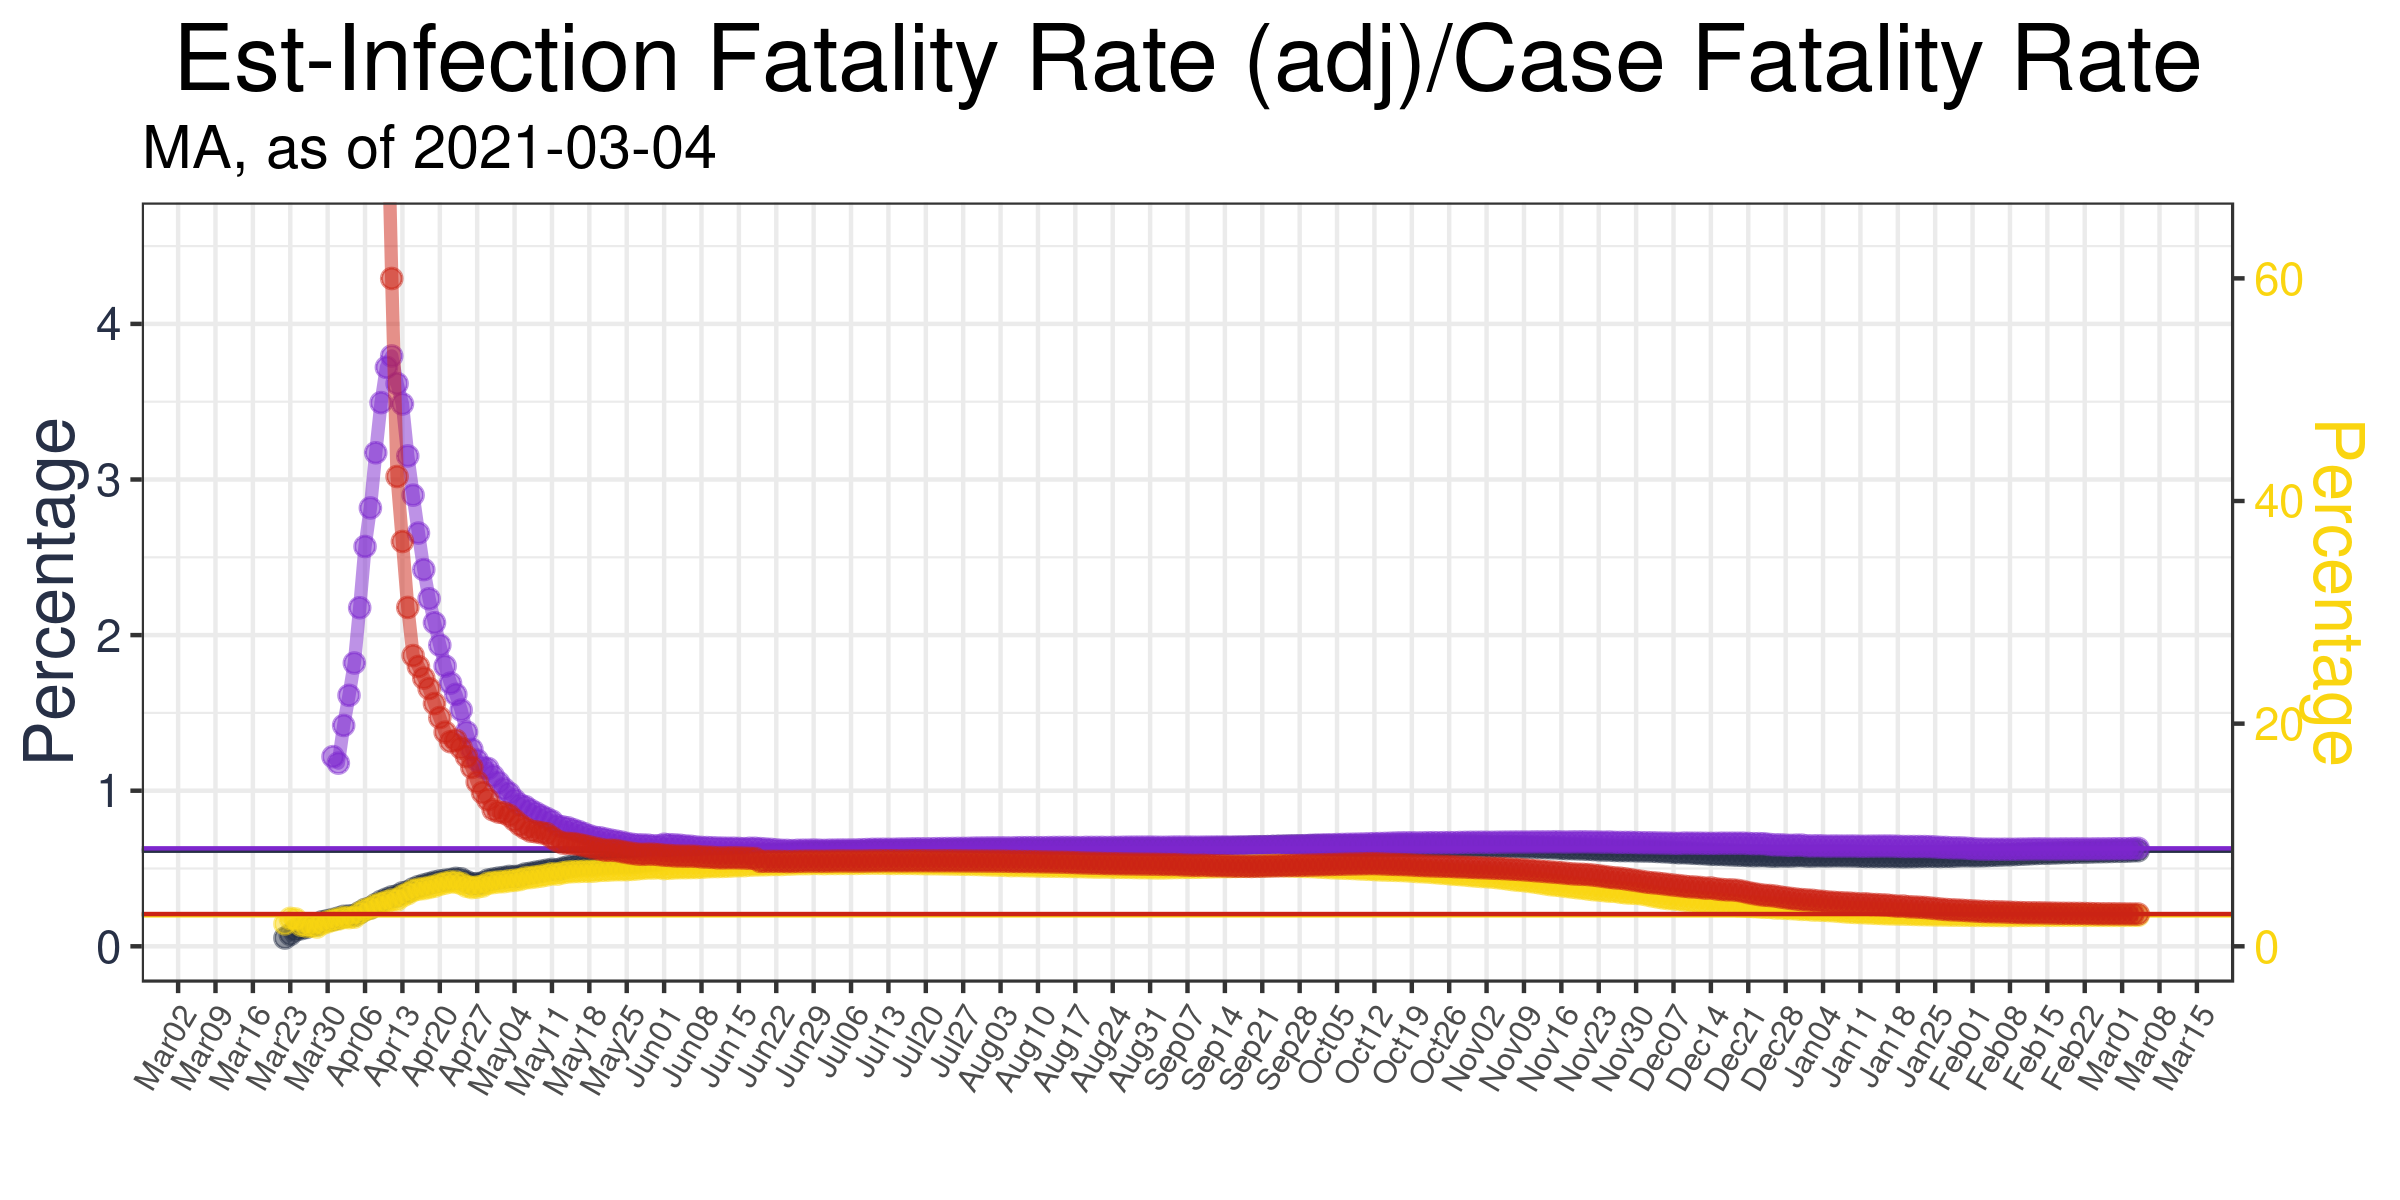 Est-Infection Fatality Rate (adj)/Case Fatality Rate
MA, as of 2021-03-04
Percentage
4
3
2
1
0
60
40
20
0
Percentage
Mar02
Mar09
Mar16
Mar23
Mar30
Apr06
Apr13
Apr20
Apr27
May04
May11
May18
May25
Jun01
Jun08
Jun15
Jun22
Jun29
Jul06
Jul13
Jul20
Jul27
Aug03
Aug10
Aug17
Aug24
Aug31
Sep07
Sep14
Sep21
Sep28
Oct05
Oct12
Oct19
Oct26
Nov02
Nov09
Nov16
Nov23
Nov30
Dec07
Dec14
Dec21
Dec28
Jan04
Jan11
Jan18
Jan25
Feb01
Feb08
Feb15
Feb22
Mar01
Mar08
Mar15